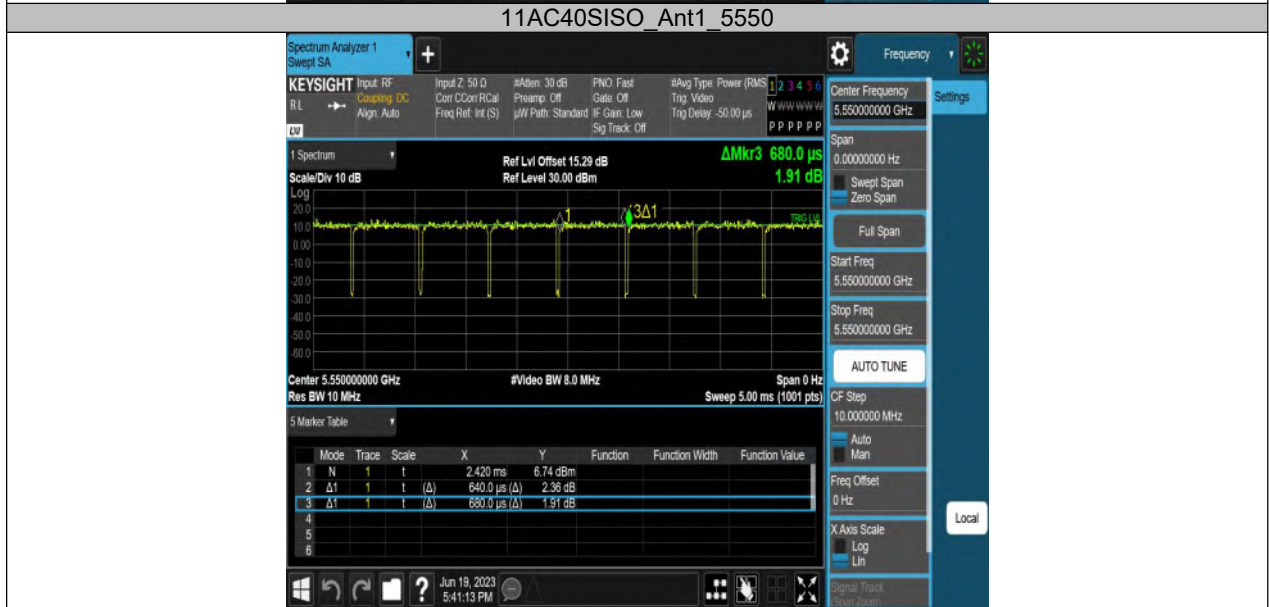 11AC40SISO_Ant1_5550
Spectrum Analyzer 1
Swept SA
+
Frequency
KEYSIGHT
RL
LXI
Input: RF
Coupling: DC
Align: Auto
Input Z: 50 Ω
Corr CCorr RCal
Freq Ref: Int (S)
#Atten: 30 dB
Preamp: Off
µW Path: Standard
PNO: Fast
Gate: Off
IF Gain: Low
Sig Track: Off
#Avg Type: Power (RMS
Trig: Video
Trig Delay: -50.00 µs
1 2 3 4 5 6
W W W W W W
P P P P P P
1 Spectrum
Scale/Div 10 dB
Ref Lvl Offset 15.29 dB
Ref Level 30.00 dBm
ΔMkr3 680.0 µs
1.91 dB
Log
20.0
10.0
0.00
-10.0
-20.0
-30.0
-40.0
-50.0
-60.0
1
3Δ1
TRIG LVL
Center 5.550000000 GHz
#Video BW 8.0 MHz
Span 0 Hz
Res BW 10 MHz
Sweep 5.00 ms (1001 pts)
5 Marker Table
Mode Trace Scale X Y Function Function Width Function Value
1 N 1 t 2.420 ms 6.74 dBm
2 Δ1 1 t (Δ) 640.0 µs (Δ) 2.36 dB
3 Δ1 1 t (Δ) 680.0 µs (Δ) 1.91 dB
4
5
6
?
Jun 19, 2023
5:41:13 PM
Center Frequency
5.550000000 GHz
Settings
Span
0.00000000 Hz
Swept Span
Zero Span
Full Span
Start Freq
5.550000000 GHz
Stop Freq
5.550000000 GHz
AUTO TUNE
CF Step
10.000000 MHz
Auto
Man
Freq Offset
0 Hz
X Axis Scale
Log
Lin
Local
Signal Track
(Span Zoom)